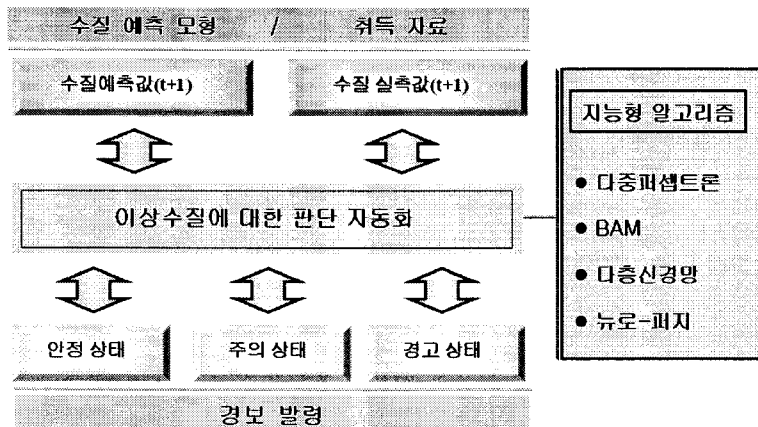 수질 예측 모형 / 취득 자료
수질예측값(t+1) 수질 실측값(t+1)
이상수질에 대한 판단 자동화
안정 상태 주의 상태 경고 상태
경보 발령
지능형 알고리즘
● 다중퍼셉트론
● BAM
● 다층신경망
● 뉴로-퍼지